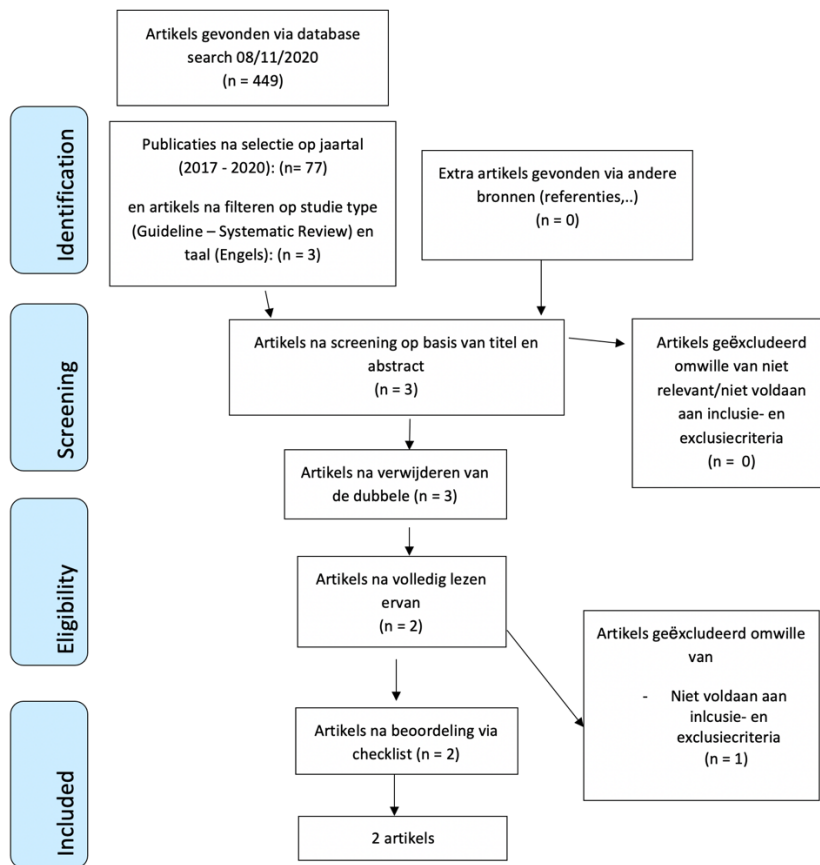 Artikels gevonden via database
search 08/11/2020
(n = 449)
Identification
Publicaties na selectie op jaartal
(2017 - 2020): (n= 77)
en artikels na filteren op studie type
(Guideline – Systematic Review) en
taal (Engels): (n = 3)
Extra artikels gevonden via andere
bronnen (referenties,..)
(n = 0)
Screening
Artikels na screening op basis van titel en
abstract
(n = 3)
Artikels geëxcludeerd
omwille van niet
relevant/niet voldaan
aan inclusie- en
exclusiecriteria
(n =  0)
Artikels na verwijderen van
de dubbele (n = 3)
Eligibility
Artikels na volledig lezen
ervan
(n = 2)
Artikels geëxcludeerd omwille
van
- Niet voldaan aan
inlcusie- en
exclusiecriteria
(n = 1)
Included
Artikels na beoordeling via
checklist (n = 2)
2 artikels